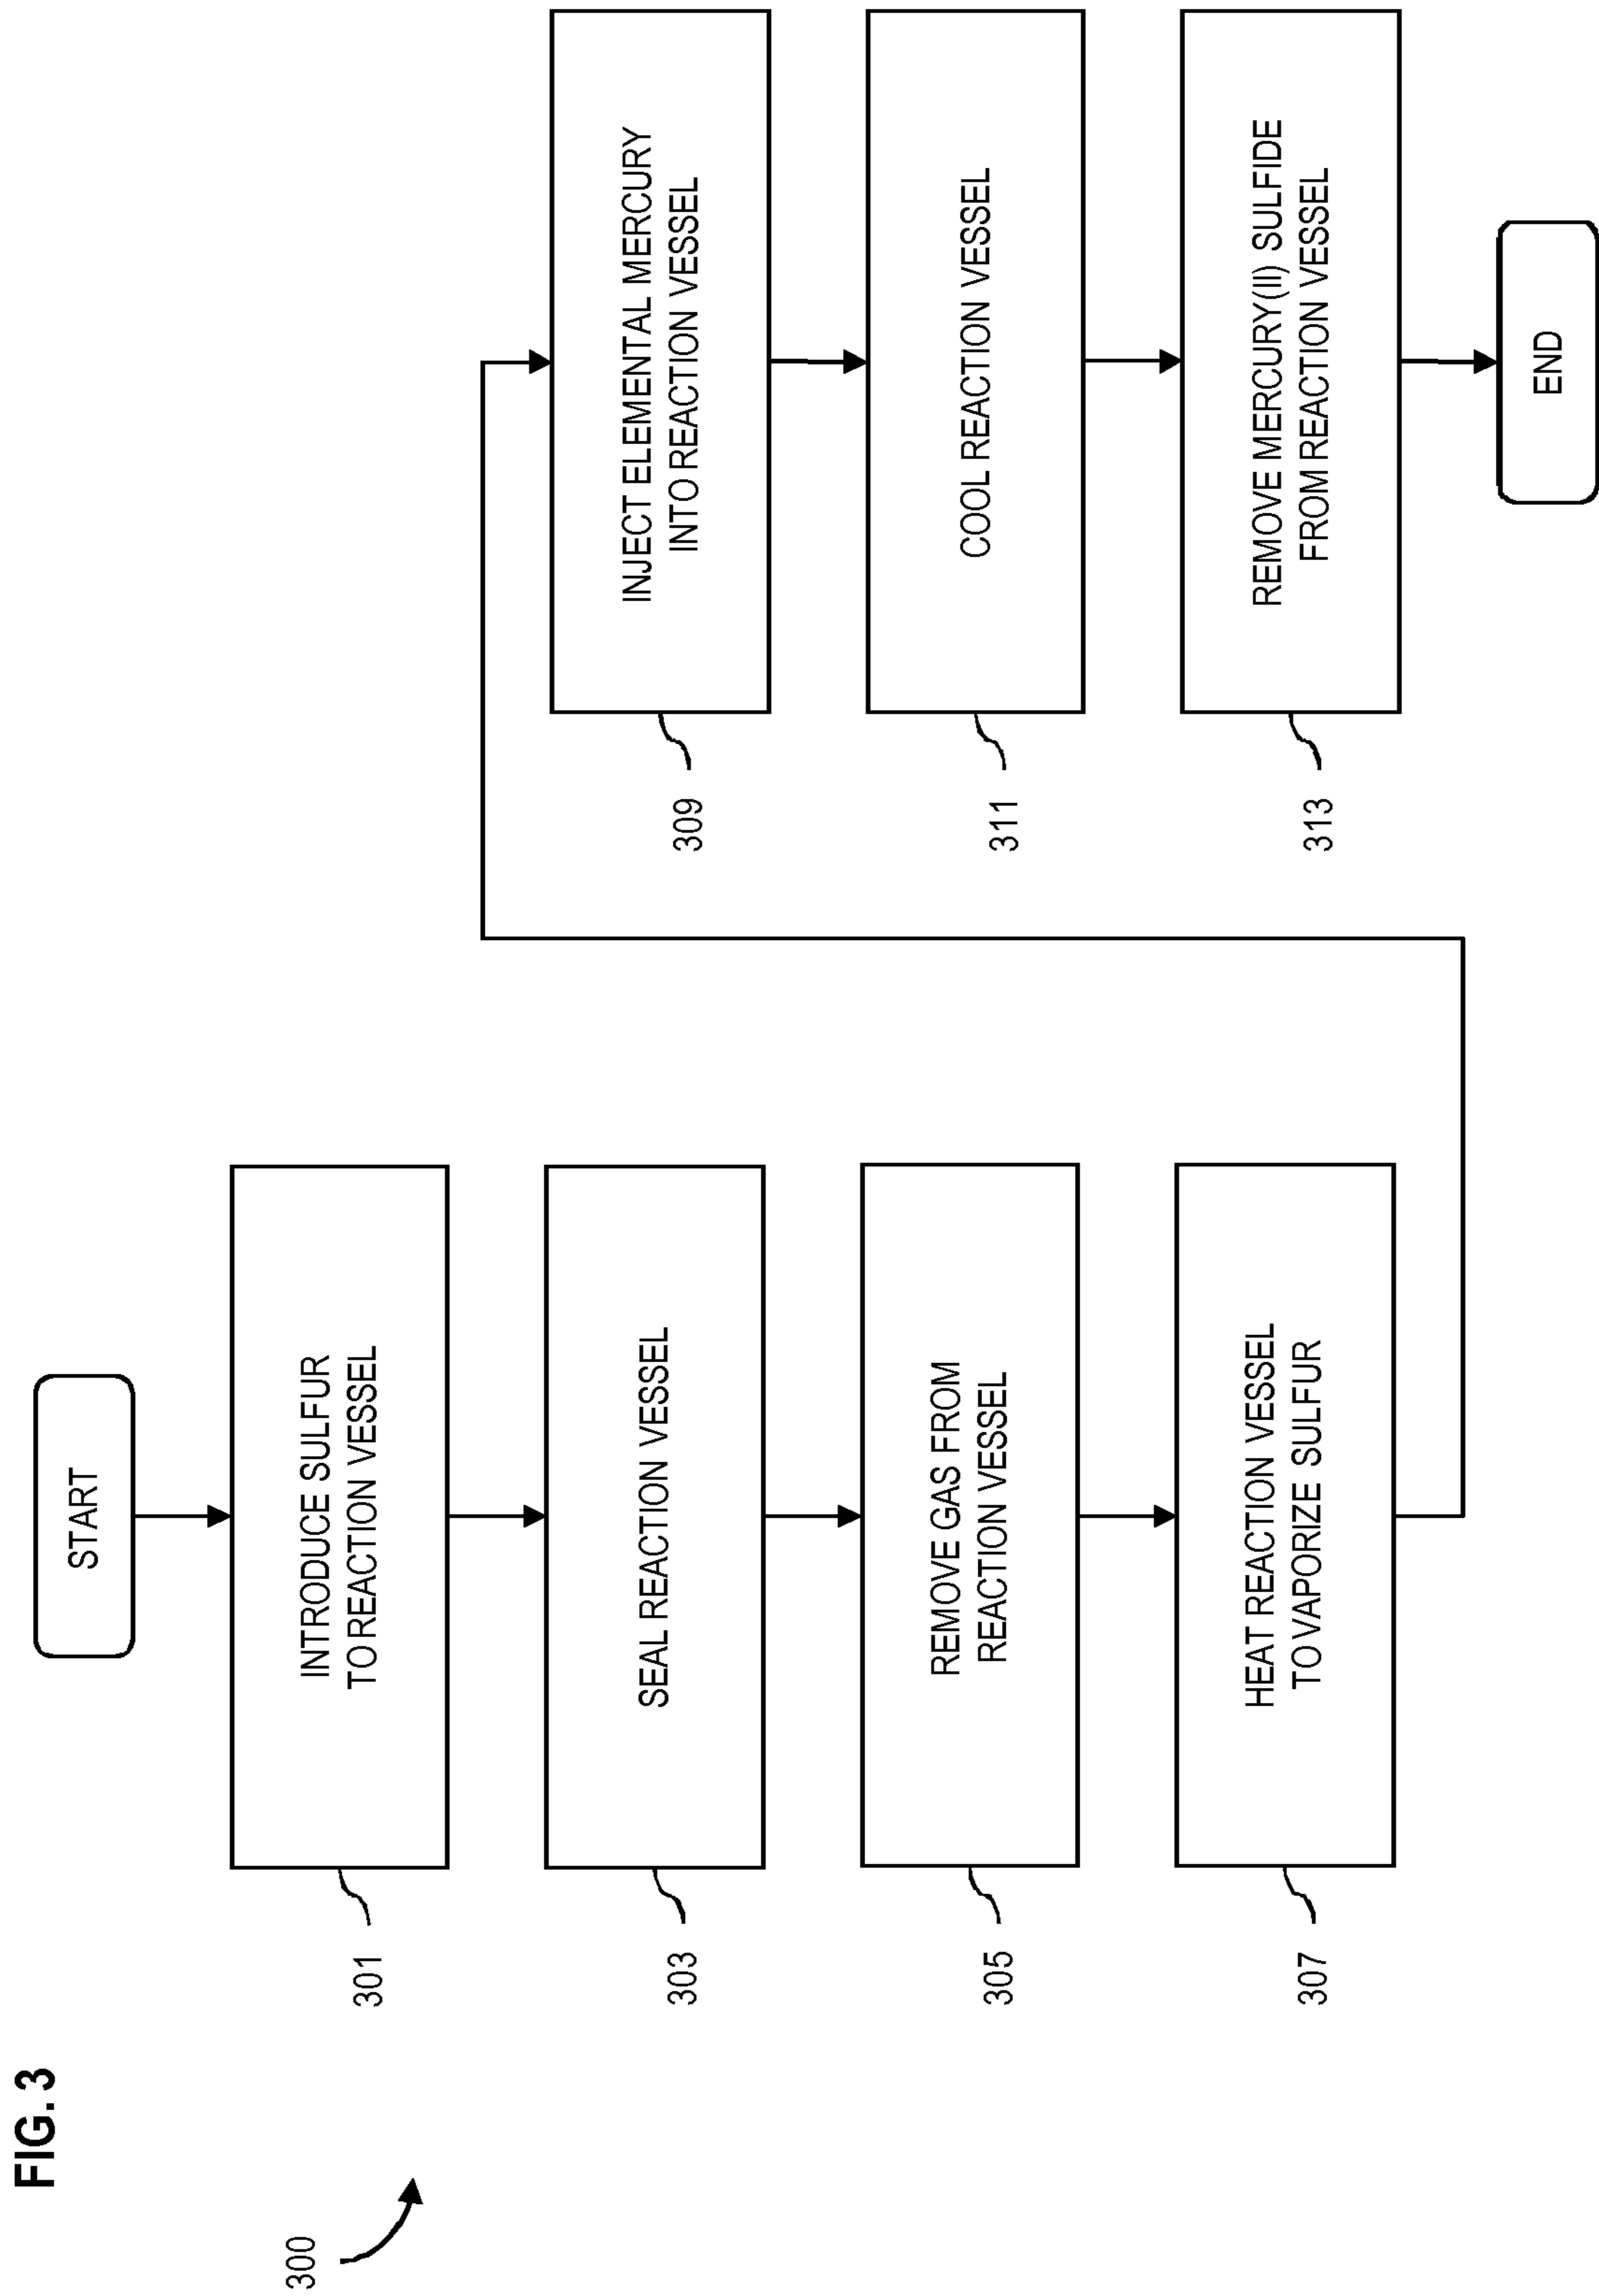 FIG. 3
300
START
INTRODUCE SULFUR
TO REACTION VESSEL
301
SEAL REACTION VESSEL
303
REMOVE GAS FROM
REACTION VESSEL
305
HEAT REACTION VESSEL
TO VAPORIZE SULFUR
307
INJECT ELEMENTAL MERCURY
INTO REACTION VESSEL
309
COOL REACTION VESSEL
311
REMOVE MERCURY(II) SULFIDE
FROM REACTION VESSEL
313
END